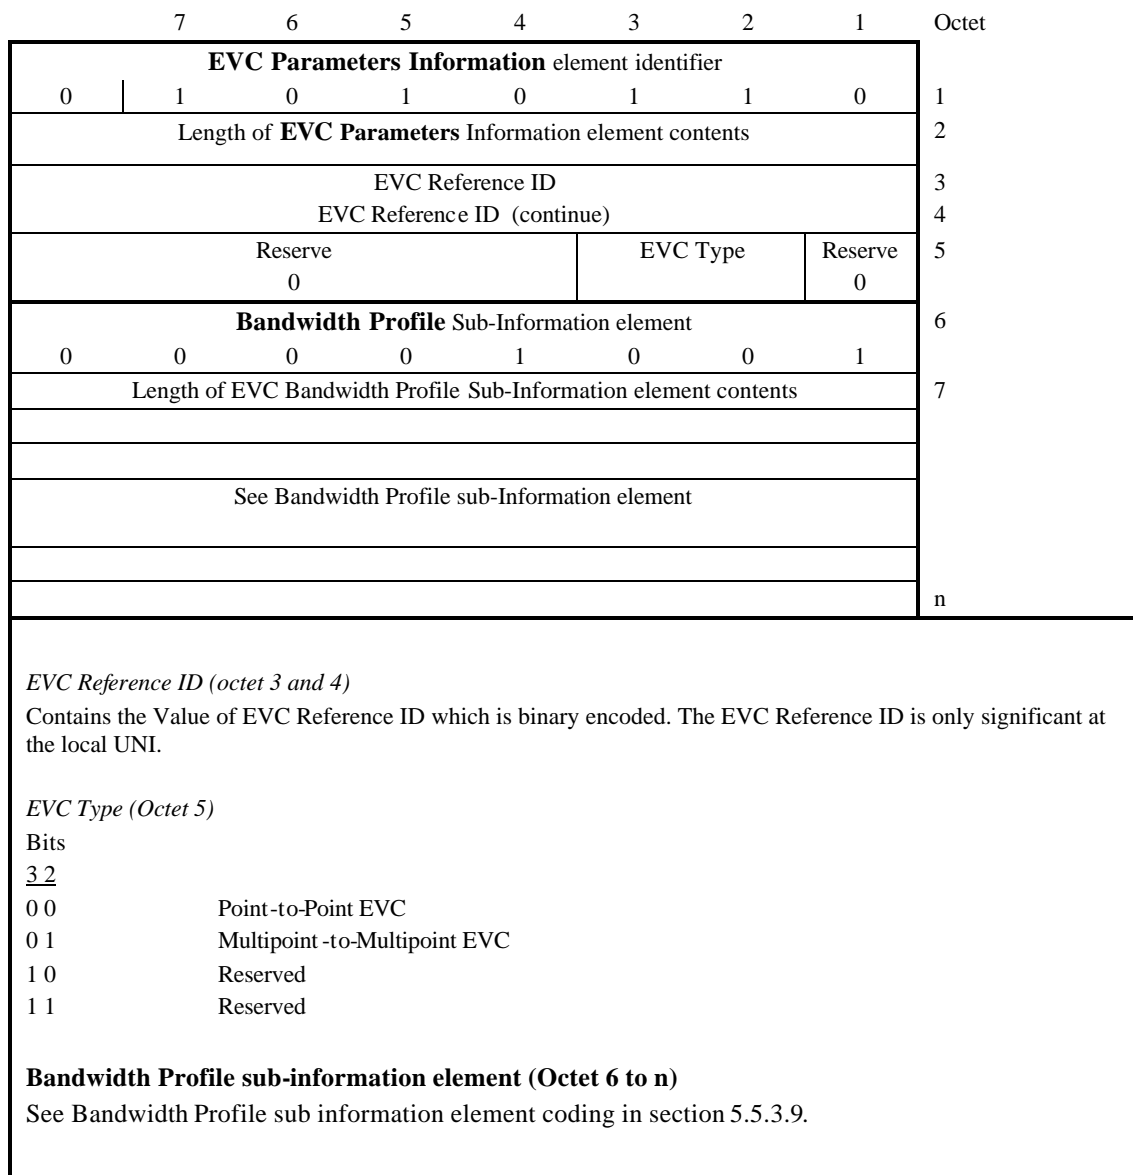 7 6 5 4 3 2 1 Octet
EVC Parameters Information element identifier
0 1 0 1 0 1 1 0 1
Length of EVC Parameters Information element contents 2
EVC Reference ID 3
EVC Reference ID (continue) 4
Reserve EVC Type Reserve 5
0 0
Bandwidth Profile Sub-Information element 6
0 0 0 0 1 0 0 1
Length of EVC Bandwidth Profile Sub-Information element contents 7
See Bandwidth Profile sub-Information element
n
EVC Reference ID (octet 3 and 4)
Contains the Value of EVC Reference ID which is binary encoded. The EVC Reference ID is only significant at
the local UNI.
EVC Type (Octet 5)
Bits
3 2
0 0 Point-to-Point EVC
0 1 Multipoint-to-Multipoint EVC
1 0 Reserved
1 1 Reserved
Bandwidth Profile sub-information element (Octet 6 to n)
See Bandwidth Profile sub information element coding in section 5.5.3.9.